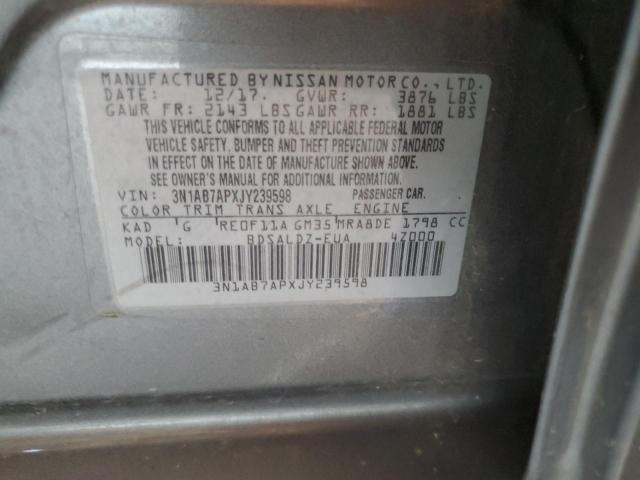 MANUFACTURED BY NISSAN MOTOR CO., LTD.
DATE: 12/17. GVWR: 3876 LBS
GAWR FR: 2143 LBS GAWR RR: 1881 LBS
THIS VEHICLE CONFORMS TO ALL APPLICABLE FEDERAL MOTOR
VEHICLE SAFETY, BUMPER AND THEFT PREVENTION STANDARDS
IN EFFECT ON THE DATE OF MANUFACTURE SHOWN ABOVE.
SEE OWNER'S MANUAL FOR ADDITIONAL INFORMATION.
VIN: 3N1AB7APXJY239598 PASSENGER CAR.
COLOR TRIM TRANS AXLE ENGINE
KAD G RE0F11A GM35 MRA8DE 1798 CC
MODEL: BDSALDZ-EUA 4Z000
3N1AB7APXJY239598